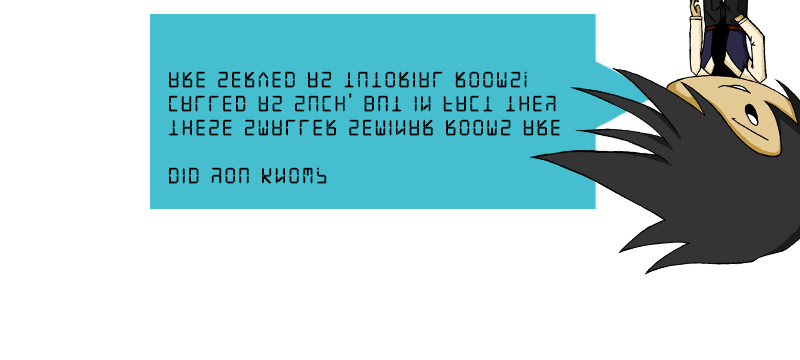 DID YOU KNOW?
THESE SMALLER SEMINAR ROOMS ARE
CALLED AS SUCH, BUT IN FACT THEY
ARE SERVED AS TUTORIAL ROOMS!